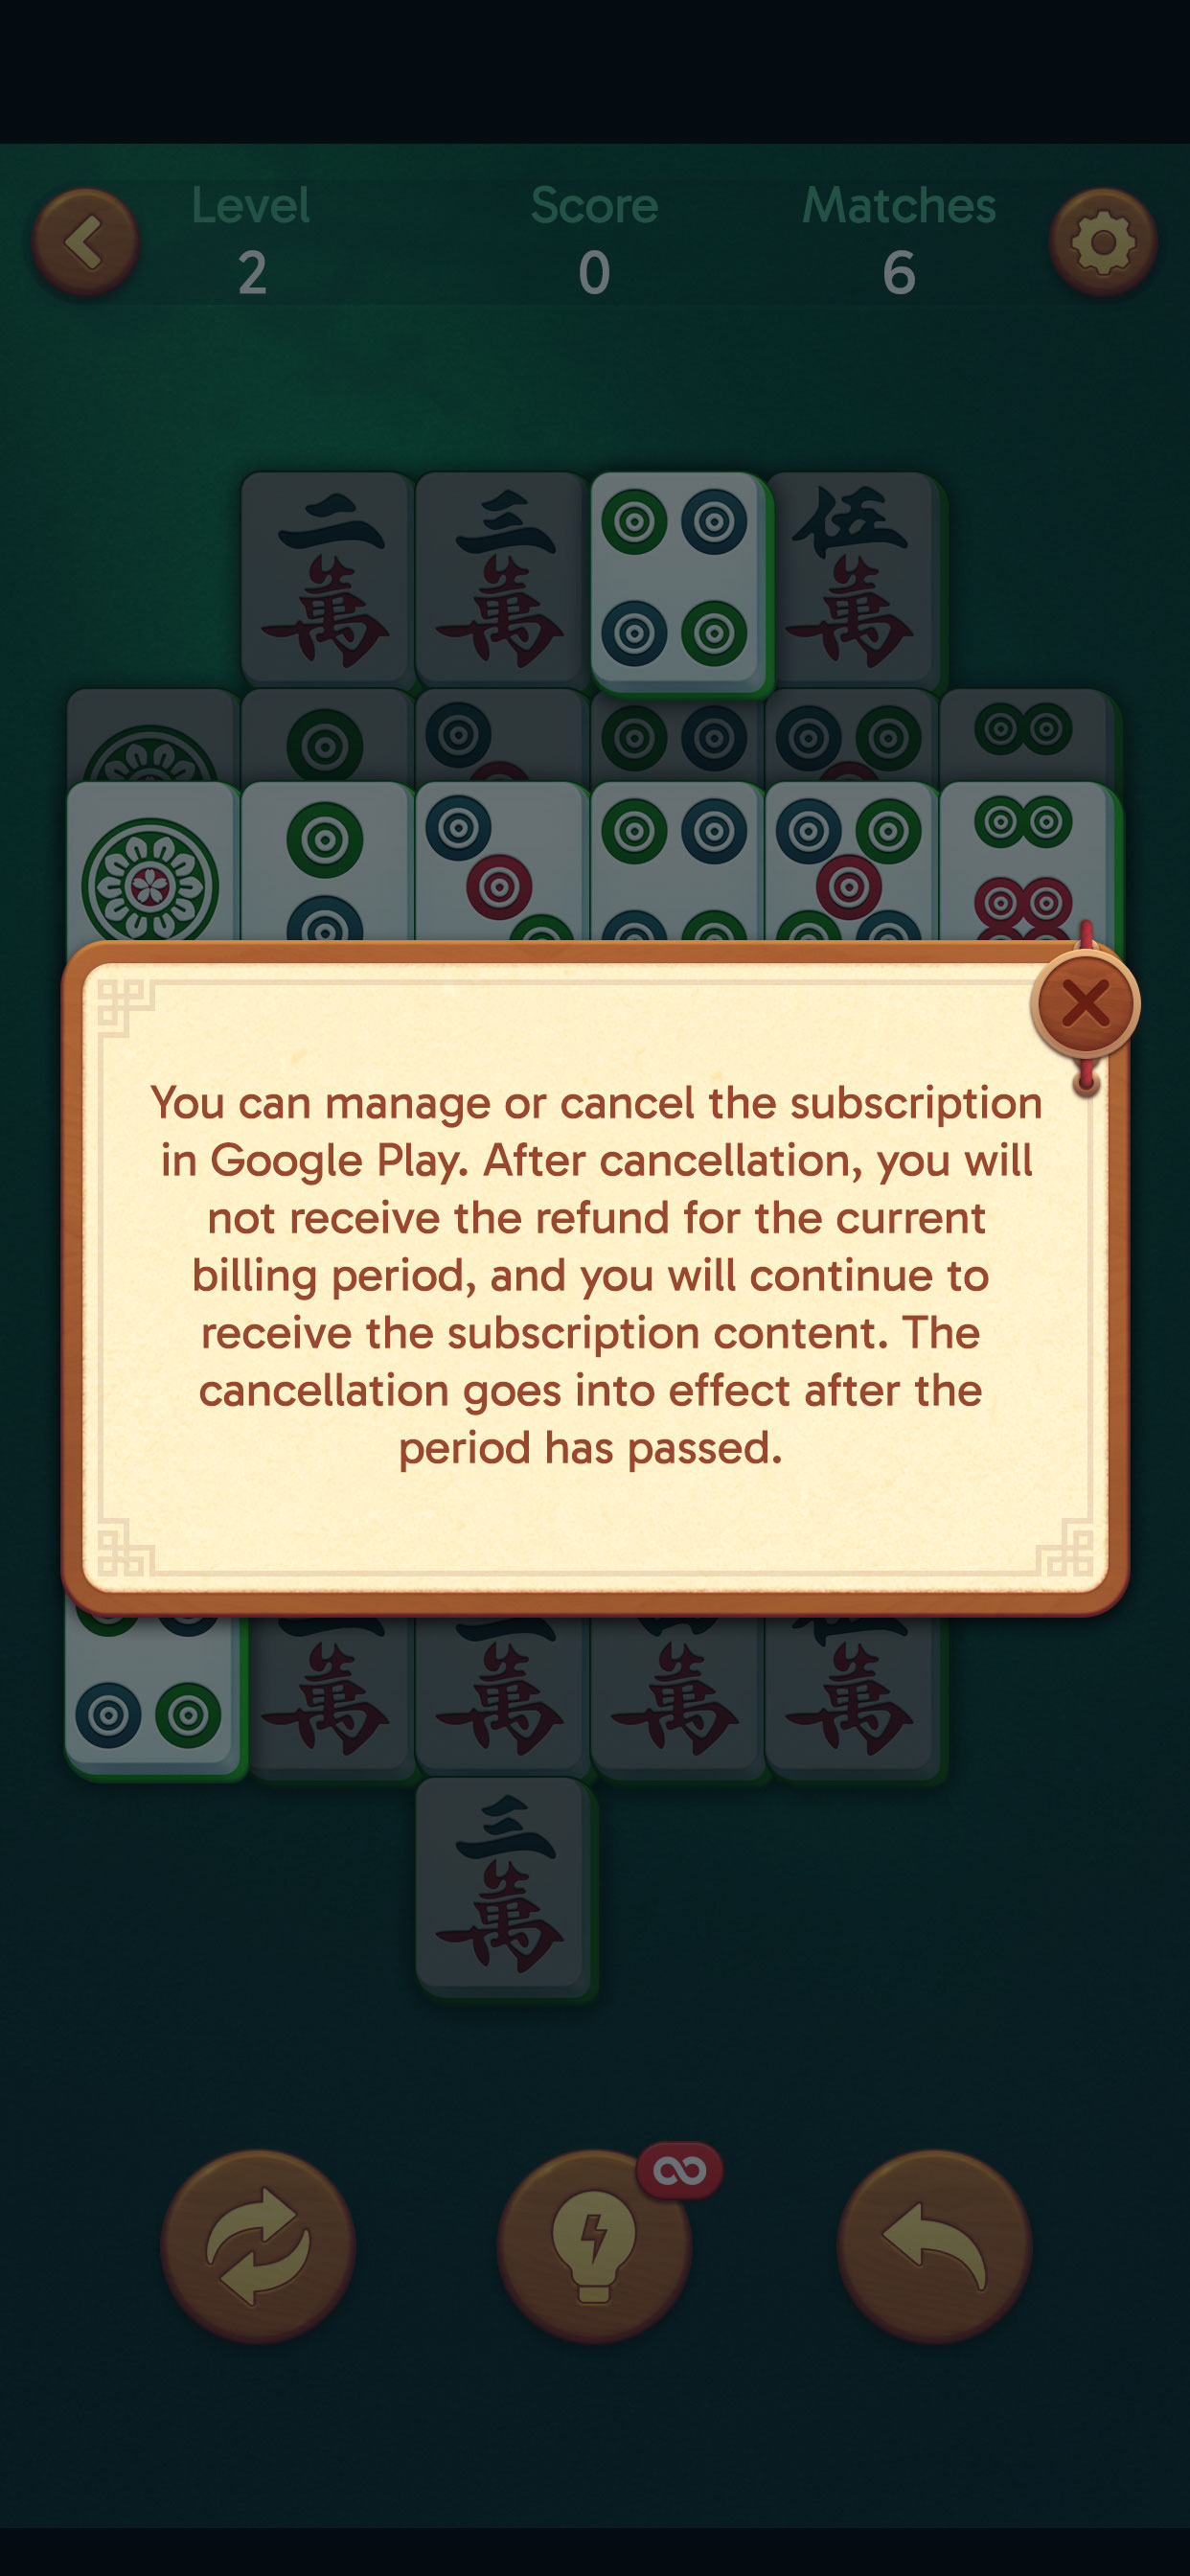 Level Score Matches
2 0 6
二 三 伍
萬 萬 萬
You can manage or cancel the subscription
in Google Play. After cancellation, you will
not receive the refund for the current
billing period, and you will continue to
receive the subscription content. The
cancellation goes into effect after the
period has passed.
萬 萬 萬 萬
三
萬
∞